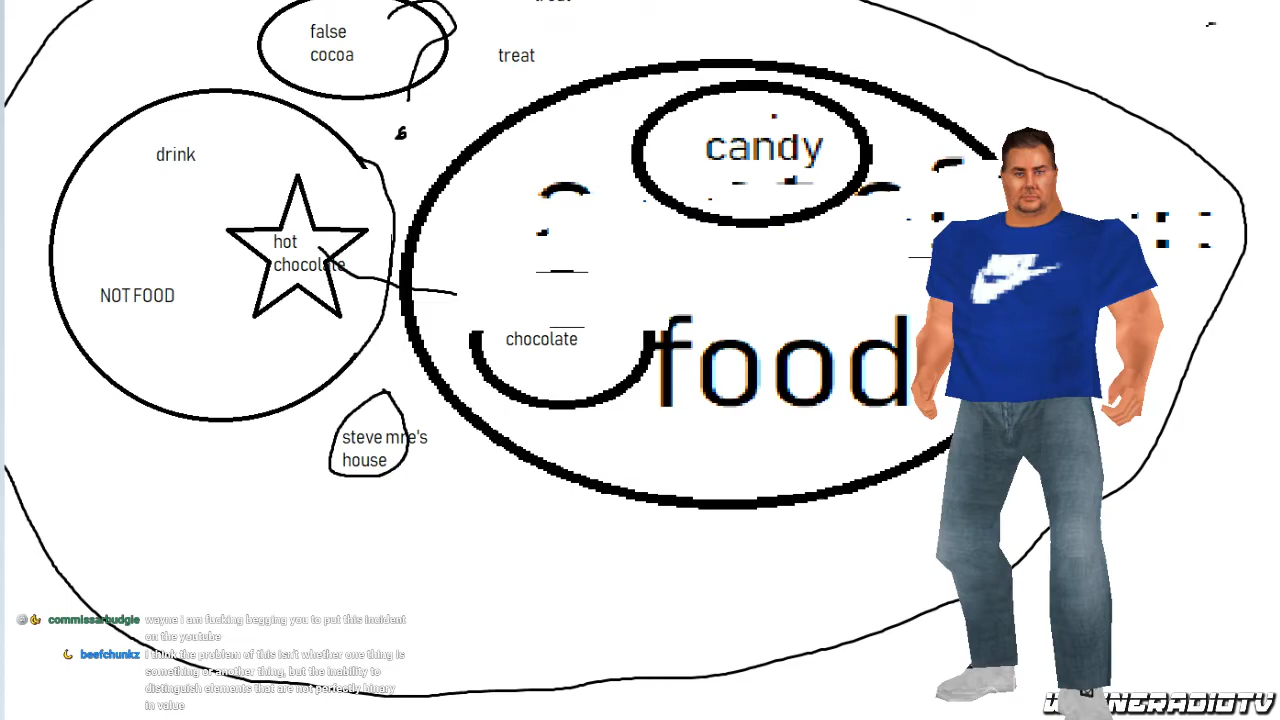 false
cocoa
treat
candy
drink
hot
chocolate
NOT FOOD
chocolate
food
steve mre's
house
commissarbudgie wayne i am fucking begging you to put this incident
on the youtube
beefchunkz I think the problem of this isn't whether one thing is
something or another thing, but the inability to
distinguish elements that are not perfectly binary
in value